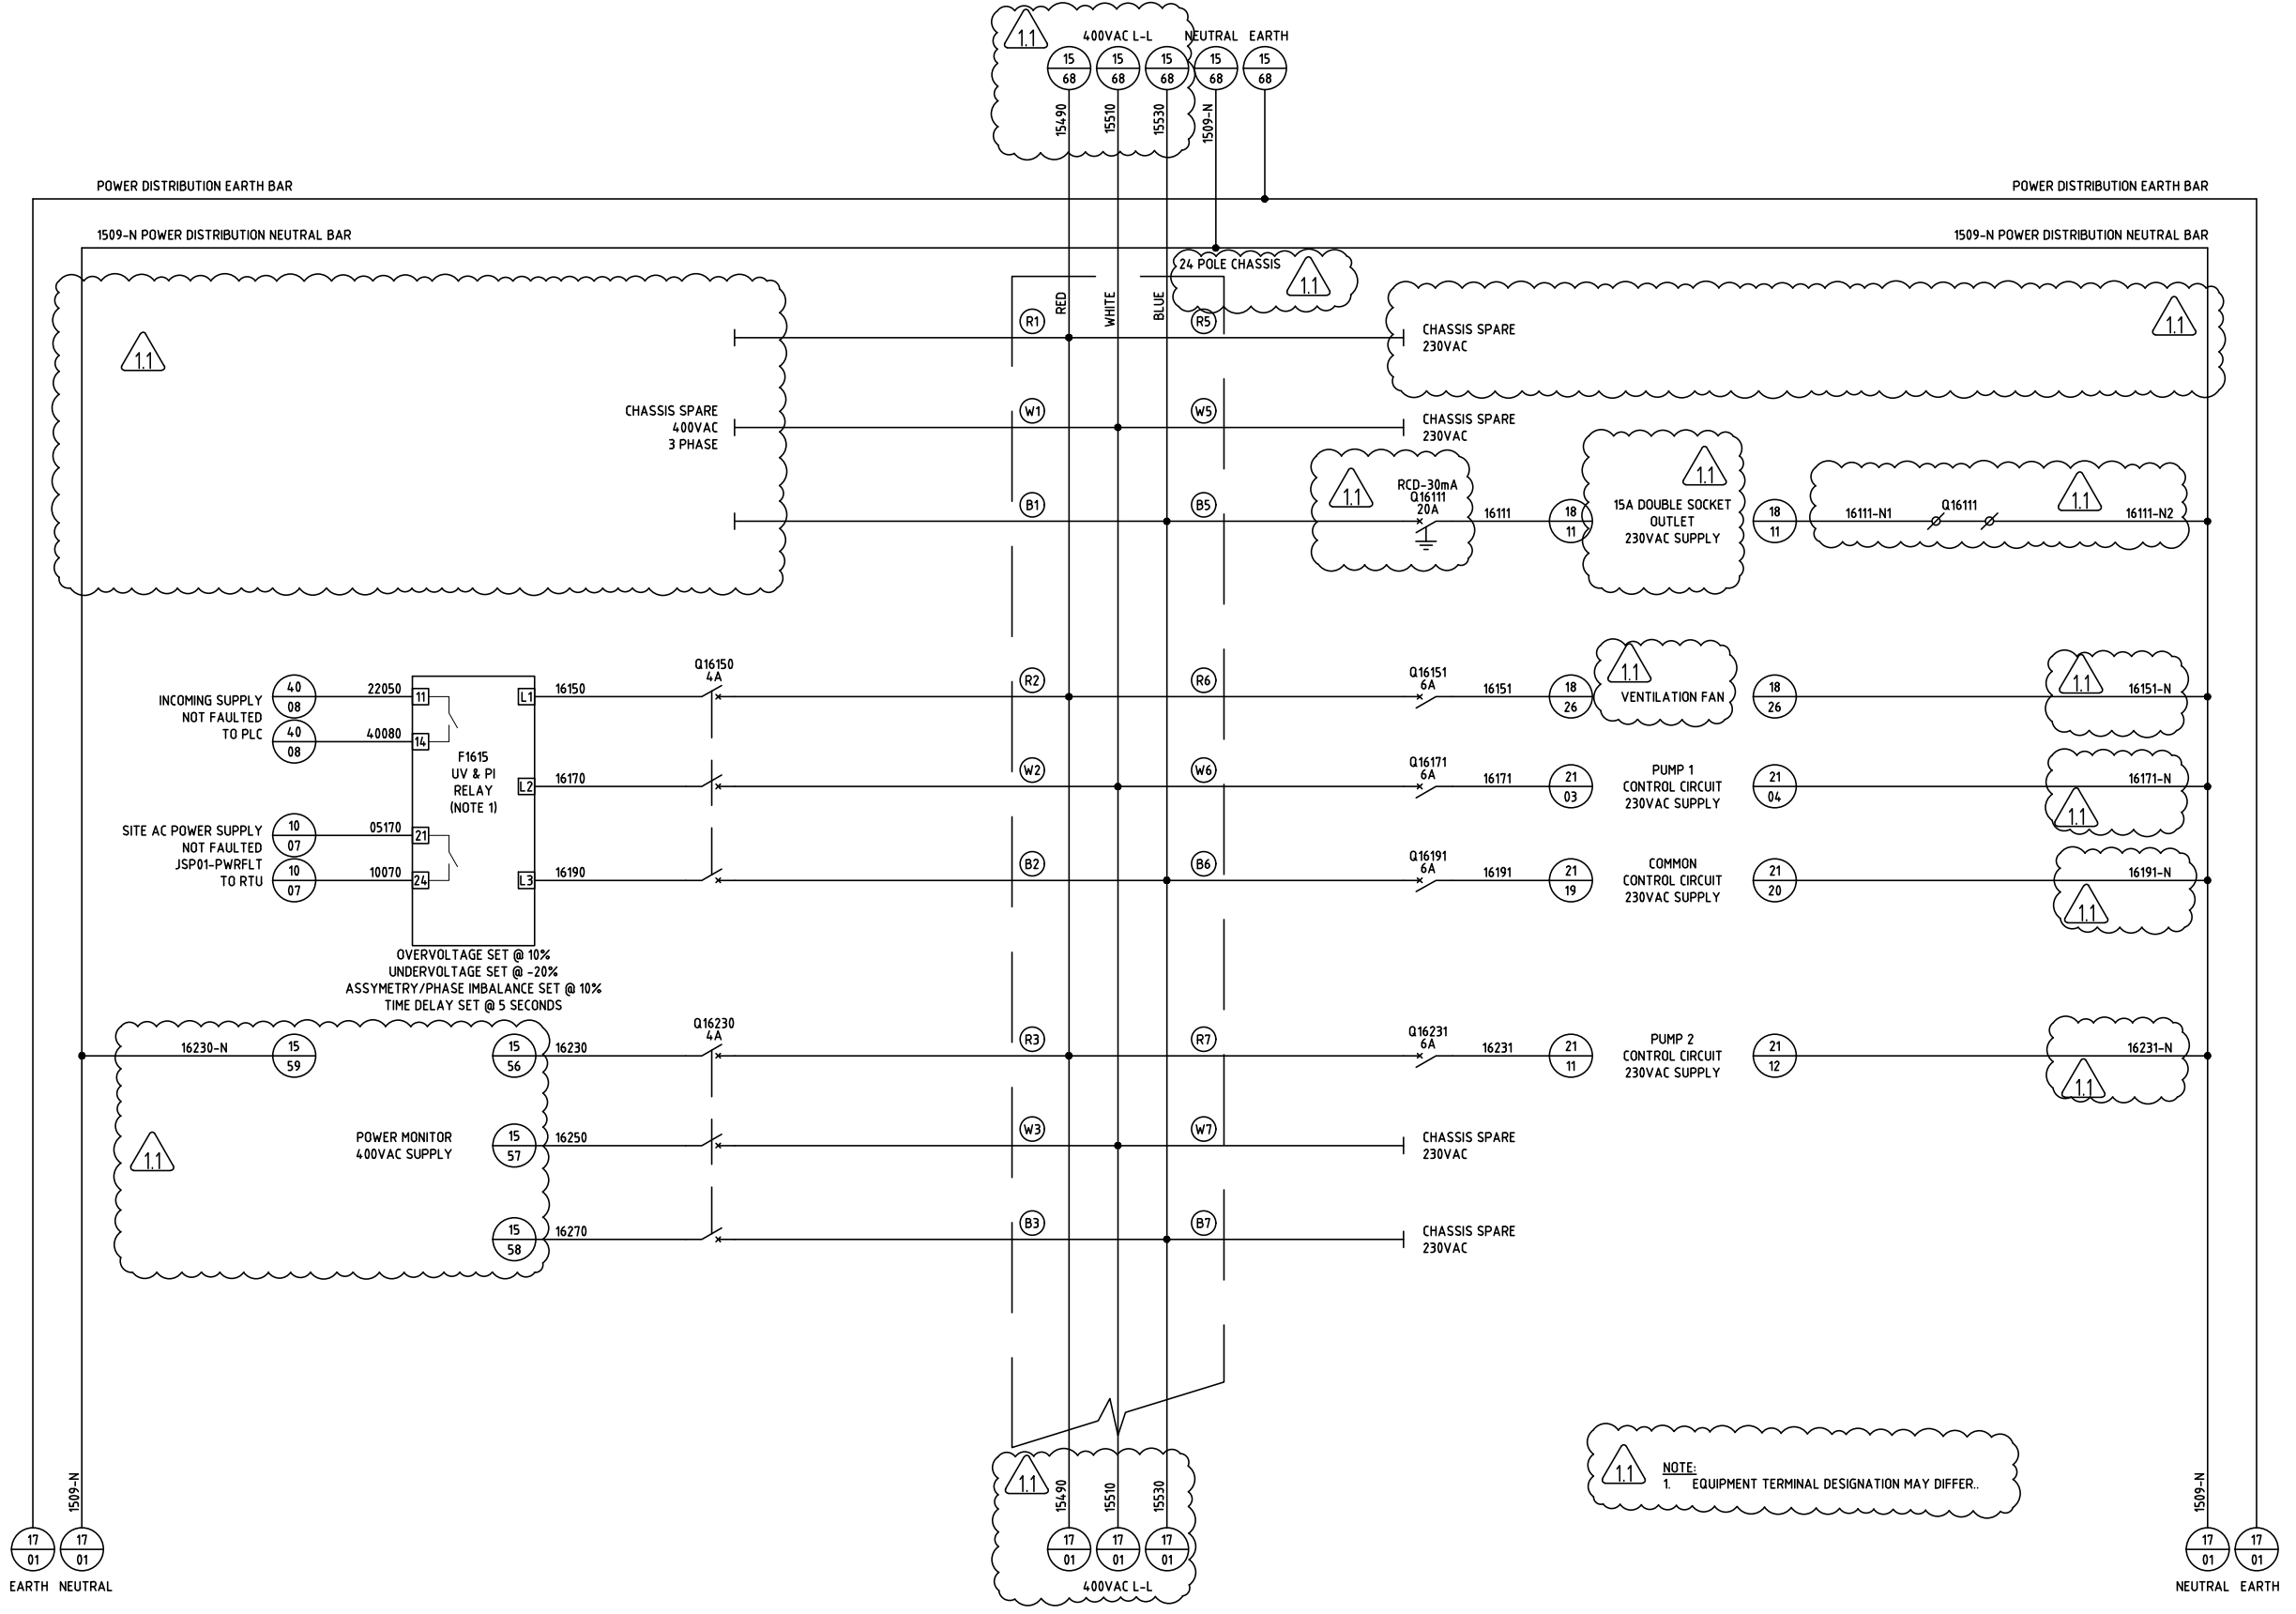 1.1
400VAC L-L
NEUTRAL
EARTH
15
68
15
68
15
68
15
68
15
68
15490
15510
15530
1509-N
POWER DISTRIBUTION EARTH BAR
POWER DISTRIBUTION EARTH BAR
1509-N POWER DISTRIBUTION NEUTRAL BAR
1509-N POWER DISTRIBUTION NEUTRAL BAR
24 POLE CHASSIS
1.1
RED
WHITE
BLUE
1.1
R1
R5
CHASSIS SPARE
230VAC
1.1
CHASSIS SPARE
400VAC
3 PHASE
W1
W5
CHASSIS SPARE
230VAC
B1
B5
1.1
RCD-30mA
Q16111
20A
16111
18
11
1.1
15A DOUBLE SOCKET
OUTLET
230VAC SUPPLY
18
11
16111-N1
Q16111
1.1
16111-N2
INCOMING SUPPLY
NOT FAULTED
TO PLC
40
08
40
08
22050
40080
11
14
F1615
UV & PI
RELAY
(NOTE 1)
L1
L2
L3
16150
16170
16190
Q16150
4A
R2
R6
Q16151
6A
16151
18
26
1.1
VENTILATION FAN
18
26
1.1
16151-N
W2
W6
Q16171
6A
16171
21
03
PUMP 1
CONTROL CIRCUIT
230VAC SUPPLY
21
04
16171-N
1.1
SITE AC POWER SUPPLY
NOT FAULTED
JSP01-PWRFLT
TO RTU
10
07
10
07
05170
10070
21
24
B2
B6
Q16191
6A
16191
21
19
COMMON
CONTROL CIRCUIT
230VAC SUPPLY
21
20
16191-N
1.1
OVERVOLTAGE SET @ 10%
UNDERVOLTAGE SET @ -20%
ASSYMETRY/PHASE IMBALANCE SET @ 10%
TIME DELAY SET @ 5 SECONDS
16230-N
15
59
15
56
16230
Q16230
4A
R3
R7
Q16231
6A
16231
21
11
PUMP 2
CONTROL CIRCUIT
230VAC SUPPLY
21
12
16231-N
1.1
1.1
POWER MONITOR
400VAC SUPPLY
15
57
16250
W3
W7
CHASSIS SPARE
230VAC
15
58
16270
B3
B7
CHASSIS SPARE
230VAC
1.1
NOTE:
1. EQUIPMENT TERMINAL DESIGNATION MAY DIFFER..
1.1
15490
15510
15530
1509-N
1509-N
17
01
17
01
17
01
17
01
17
01
17
01
17
01
EARTH
NEUTRAL
400VAC L-L
NEUTRAL
EARTH